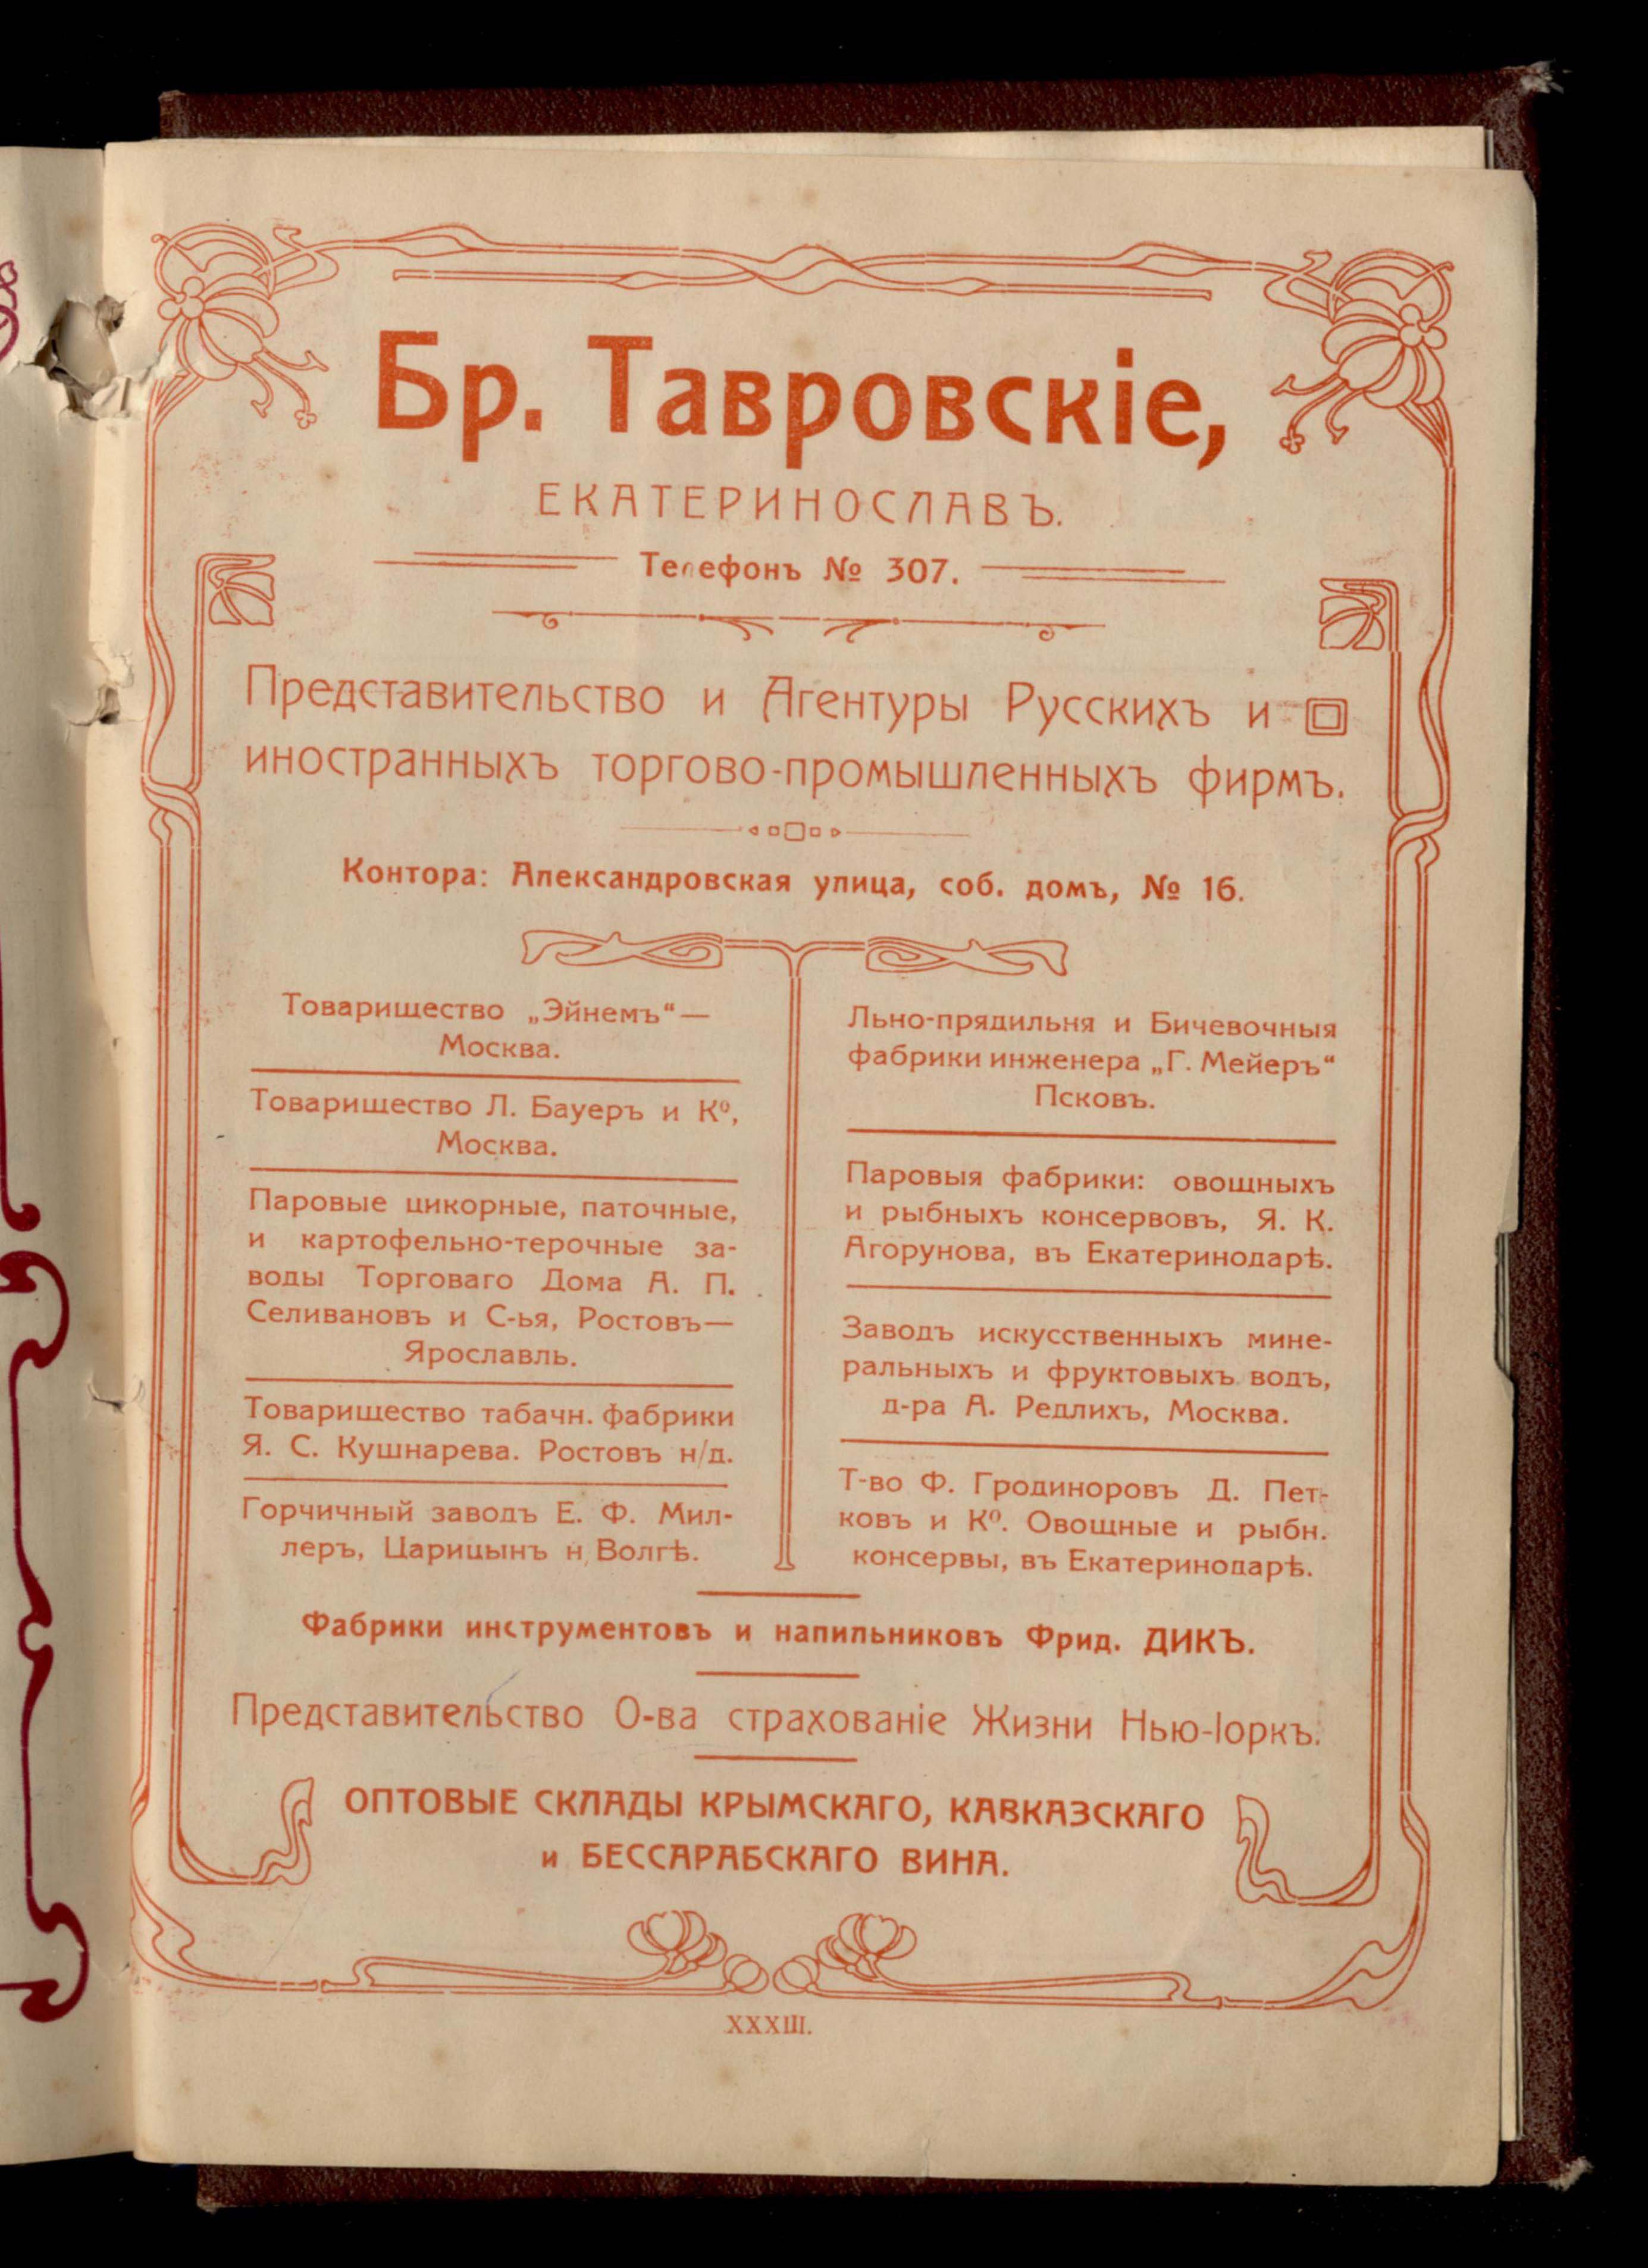 Бр. Тавровскіе,
ЕКАТЕРИНОСЛАВЪ.
Телефонъ № 307.
Представительство и Агентуры Русскихъ и
иностранныхъ торгово-промышленныхъ фирмъ.
Контора: Александровская улица, соб. домъ, № 16.
Товарищество „Эйнемъ“—
Москва.
Товарищество Л. Бауеръ и Кº,
Москва.
Паровые цикорные, паточные,
и картофельно-терочные за-
воды Торговаго Дома А. П.
Селивановъ и С-ья, Ростовъ—
Ярославль.
Товарищество табачн. фабрики
Я. С. Кушнарева. Ростовъ н/д.
Горчичный заводъ Е. Ф. Мил-
леръ, Царицынъ н, Волгѣ.
Льно-прядильня и Бичевочныя
фабрики инженера „Г. Мейеръ“
Псковъ.
Паровыя фабрики: овощныхъ
и рыбныхъ консервовъ, Я. К.
Агорунова, въ Екатеринодарѣ.
Заводъ искусственныхъ мине-
ральныхъ и фруктовыхъ водъ,
д-ра А. Редлихъ, Москва.
Т-во Ф. Гродиноровъ Д. Пет-
ковъ и Кº. Овощные и рыбн.
консервы, въ Екатеринодарѣ.
Фабрики инструментовъ и напильниковъ Фрид. ДИКЪ.
Представительство О-ва страхованіе Жизни Нью-Іоркъ.
ОПТОВЫЕ СКЛАДЫ КРЫМСКАГО, КАВКАЗСКАГО
и БЕССАРАБСКАГО ВИНА.
XXXIII.